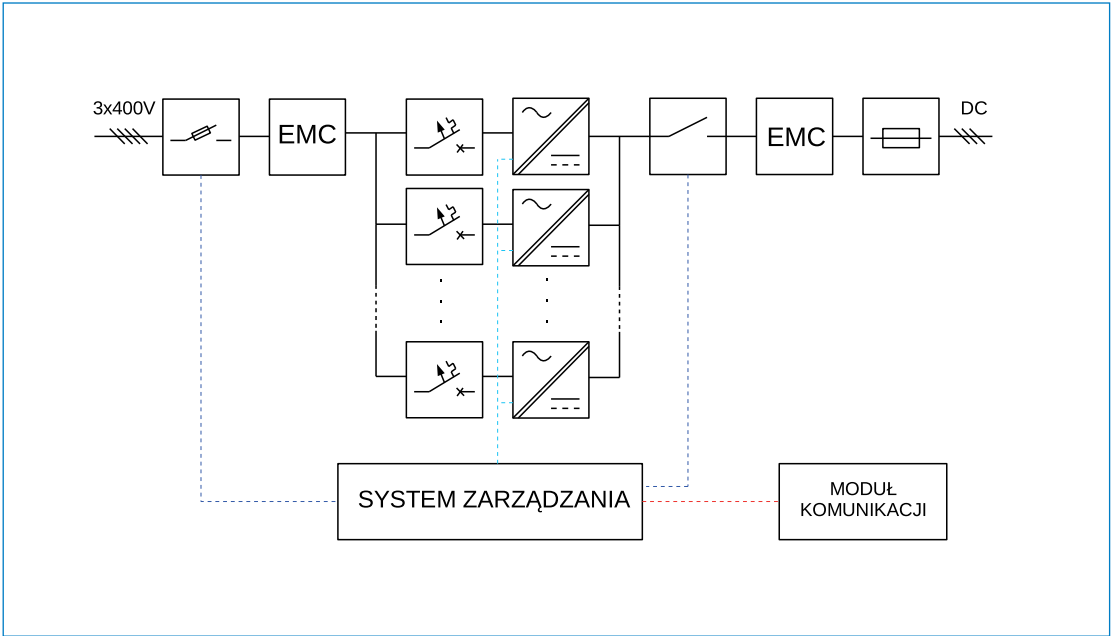 3x400V
DC
EMC
EMC
SYSTEM ZARZĄDZANIA
MODUŁ
KOMUNIKACJI